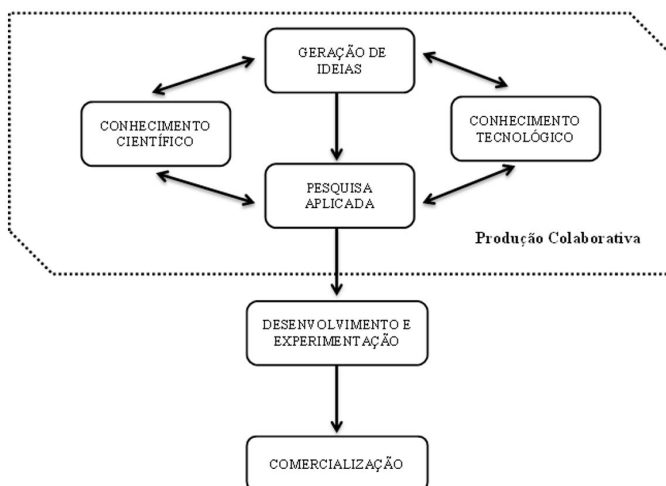 GERAÇÃO DE
IDEIAS
CONHECIMENTO
CIENTÍFICO
CONHECIMENTO
TECNOLÓGICO
PESQUISA
APLICADA
Produção Colaborativa
DESENVOLVIMENTO E
EXPERIMENTAÇÃO
COMERCIALIZAÇÃO